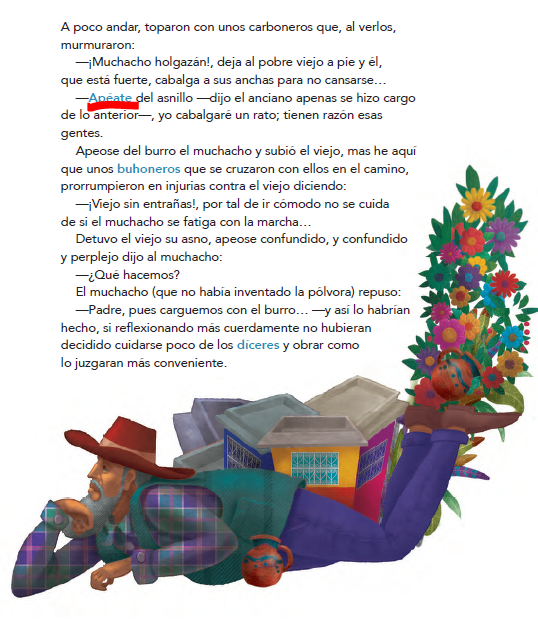 A poco andar, toparon con unos carboneros que, al verlos,
murmuraron:
—¡Muchacho holgazán!, deja al pobre viejo a pie y él,
que está fuerte, cabalga a sus anchas para no cansarse…
—Apéate del asnillo —dijo el anciano apenas se hizo cargo
de lo anterior—, yo cabalgaré un rato; tienen razón esas
gentes.
Apeose del burro el muchacho y subió el viejo, mas he aquí
que unos buhoneros que se cruzaron con ellos en el camino,
prorrumpieron en injurias contra el viejo diciendo:
—¡Viejo sin entrañas!, por tal de ir cómodo no se cuida
de si el muchacho se fatiga con la marcha…
Detuvo el viejo su asno, apeose confundido, y confundido
y perplejo dijo al muchacho:
—¿Qué hacemos?
El muchacho (que no había inventado la pólvora) repuso:
—Padre, pues carguemos con el burro… —y así lo habrían
hecho, si reflexionando más cuerdamente no hubieran
decidido cuidarse poco de los díceres y obrar como
lo juzgaran más conveniente.